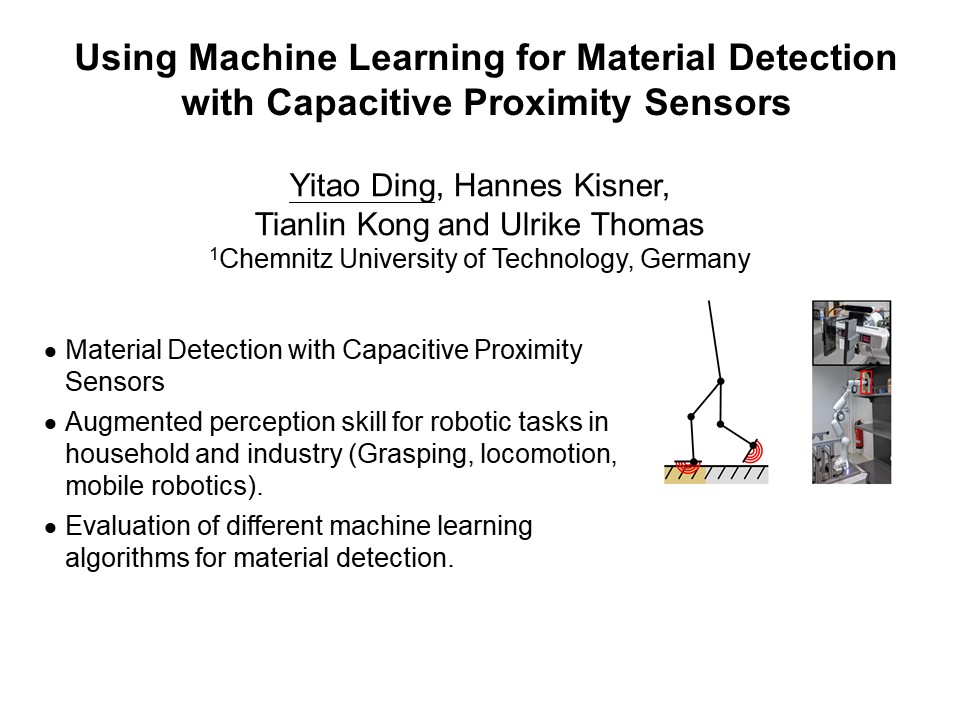 Using Machine Learning for Material Detection
with Capacitive Proximity Sensors
Yitao Ding, Hannes Kisner,
Tianlin Kong and Ulrike Thomas
¹Chemnitz University of Technology, Germany
● Material Detection with Capacitive Proximity
Sensors
● Augmented perception skill for robotic tasks in
household and industry (Grasping, locomotion,
mobile robotics).
● Evaluation of different machine learning
algorithms for material detection.